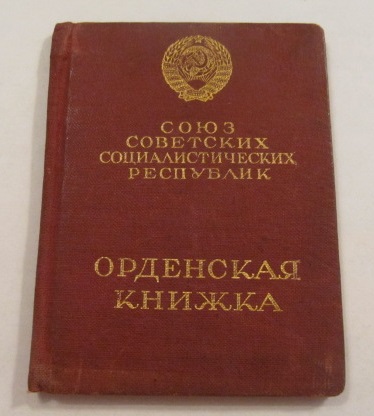 СОЮЗ
СОВЕТСКИХ
СОЦИАЛИСТИЧЕСКИХ
РЕСПУБЛИК
ОРДЕНСКАЯ
КНИЖКА